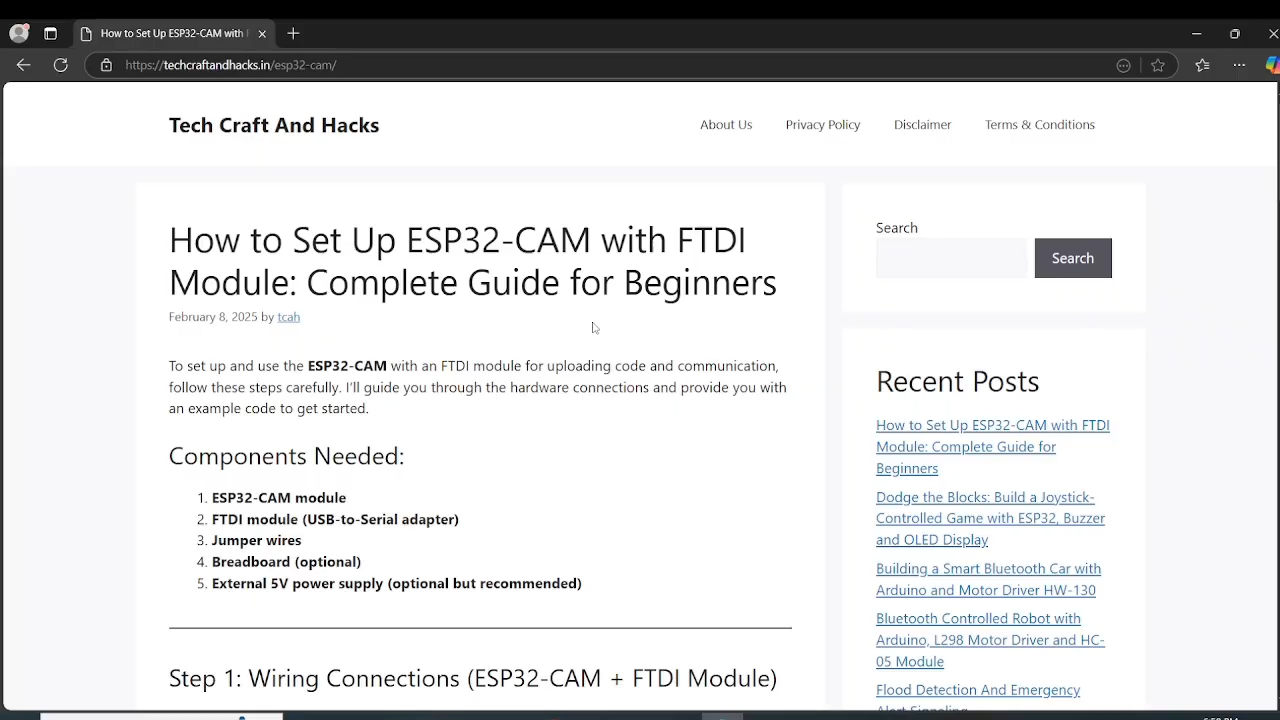 How to Set Up ESP32-CAM with
https://techcraftandhacks.in/esp32-cam/
Tech Craft And Hacks
About Us
Privacy Policy
Disclaimer
Terms & Conditions
How to Set Up ESP32-CAM with FTDI
Module: Complete Guide for Beginners
February 8, 2025 by tcah
To set up and use the ESP32-CAM with an FTDI module for uploading code and communication,
follow these steps carefully. I'll guide you through the hardware connections and provide you with
an example code to get started.
Components Needed:
1. ESP32-CAM module
2. FTDI module (USB-to-Serial adapter)
3. Jumper wires
4. Breadboard (optional)
5. External 5V power supply (optional but recommended)
Step 1: Wiring Connections (ESP32-CAM + FTDI Module)
Search
Search
Recent Posts
How to Set Up ESP32-CAM with FTDI
Module: Complete Guide for
Beginners
Dodge the Blocks: Build a Joystick-
Controlled Game with ESP32, Buzzer
and OLED Display
Building a Smart Bluetooth Car with
Arduino and Motor Driver HW-130
Bluetooth Controlled Robot with
Arduino, L298 Motor Driver and HC-
05 Module
Flood Detection And Emergency
Alert Signaling